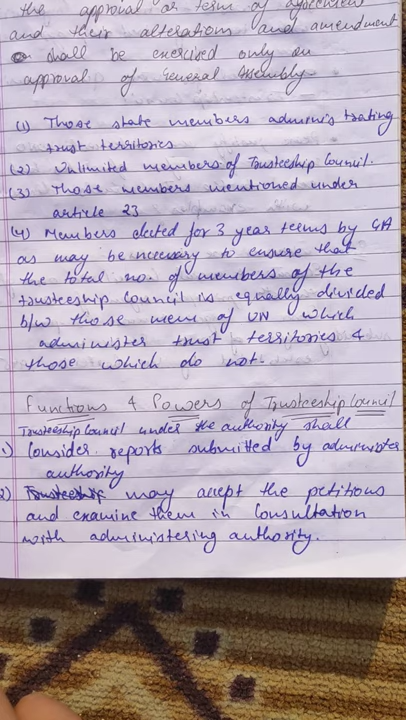 the approval or term of agreement
and their alteration and amendment
shall be exercised only on
approval of General Assembly.
(1) Those state members administrating
trust territories
(2) Unlimited members of Trusteeship Council.
(3) Those members mentioned under
article 23
(4) Members elected for 3 year terms by GA
as may be necessary to ensure that
the total no. of members of the
trusteeship Council is equally divided
b/w those mem of UN which
administer trust territories &
those which do not.
Functions & Powers of Trusteeship Council
Trusteeship Council under the authority shall
1) Consider reports submitted by administer
authority
2) may accept the petitions
and examine them in Consultation
with administering authority.